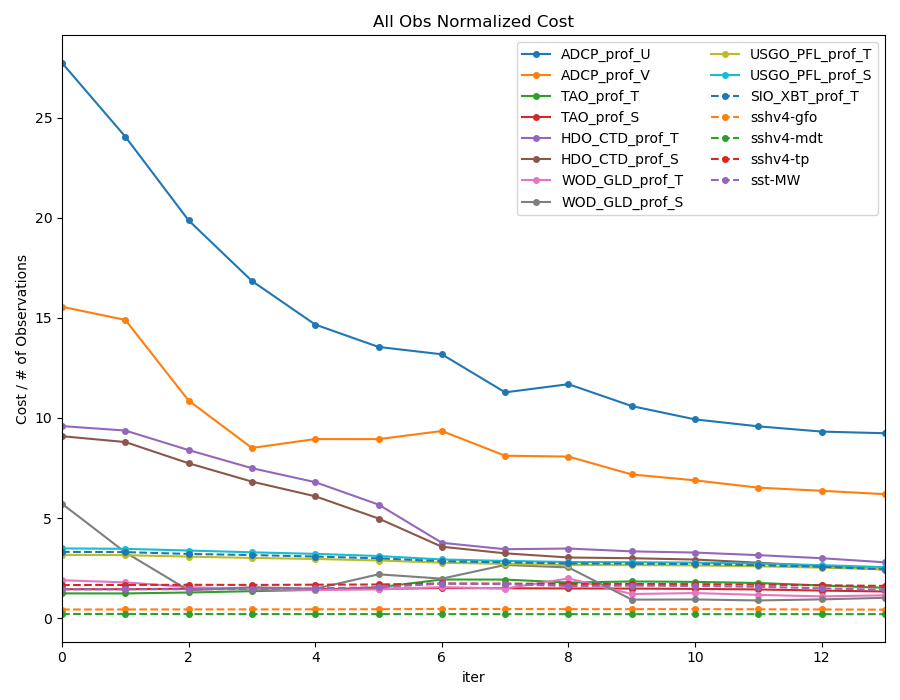 All Obs Normalized Cost
ADCP_prof_U
ADCP_prof_V
TAO_prof_T
TAO_prof_S
HDO_CTD_prof_T
HDO_CTD_prof_S
WOD_GLD_prof_T
WOD_GLD_prof_S
USGO_PFL_prof_T
USGO_PFL_prof_S
SIO_XBT_prof_T
sshv4-gfo
sshv4-mdt
sshv4-tp
sst-MW
Cost / # of Observations
25
20
15
10
5
0
0 2 4 6 8 10 12
iter